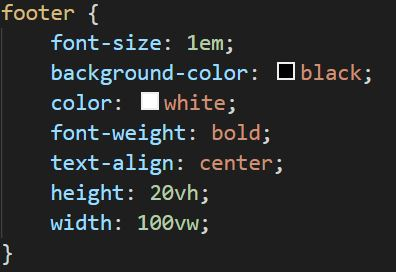 footer {
font-size: 1em;
background-color: black;
color: white;
font-weight: bold;
text-align: center;
height: 20vh;
width: 100vw;
}